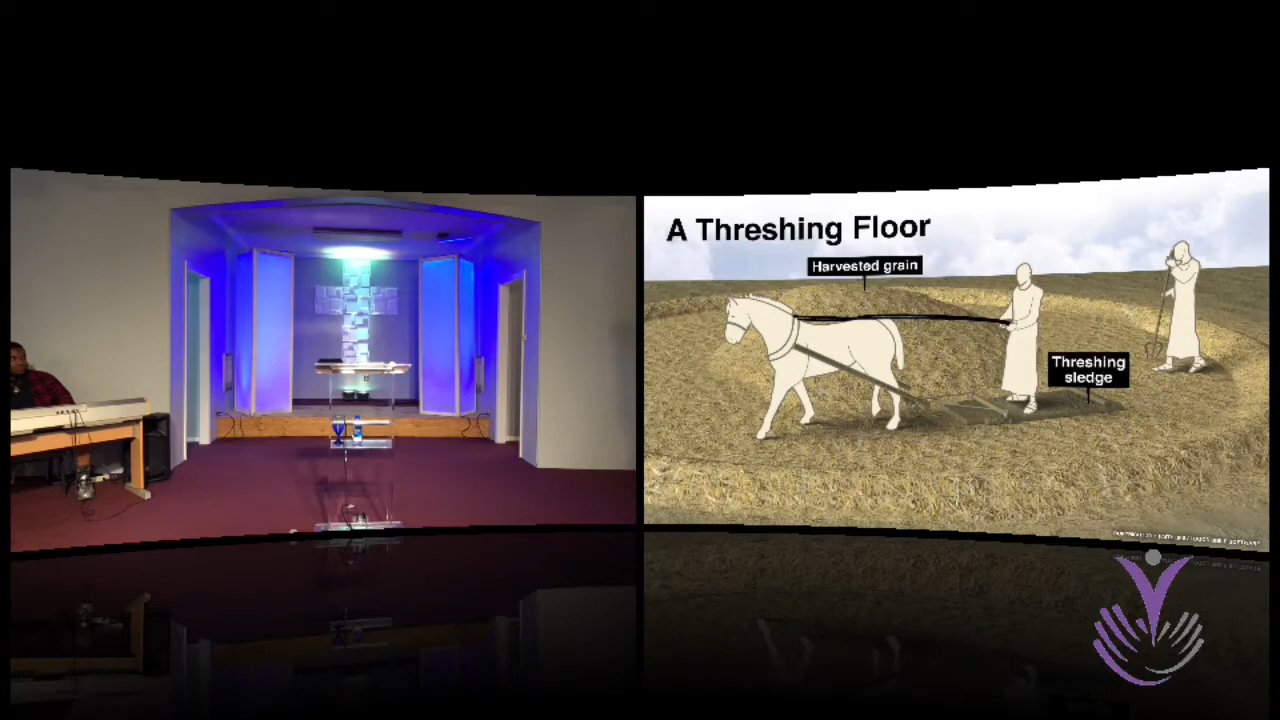 A Threshing Floor
Harvested grain
Threshing
sledge